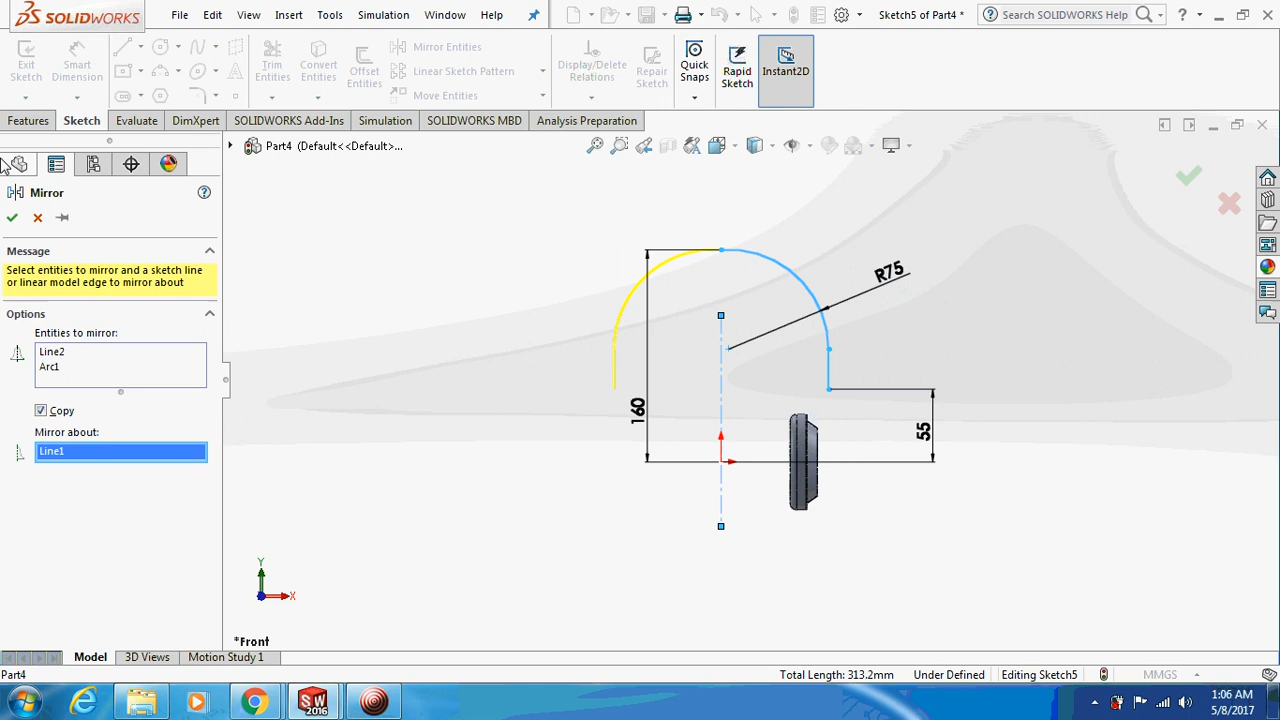 SOLIDWORKS File Edit View Insert Tools Simulation Window Help Sketch5 of Part4 * Search SOLIDWORKS Help ?
Exit Sketch
Smart Dimension
Trim Entities
Convert Entities
Offset Entities
Mirror Entities
Linear Sketch Pattern
Move Entities
Display/Delete Relations
Repair Sketch
Quick Snaps
Rapid Sketch
Instant2D
Features Sketch Evaluate DimXpert SOLIDWORKS Add-Ins Simulation SOLIDWORKS MBD Analysis Preparation
Part4 (Default<<Default>...
Mirror ?
Message
Select entities to mirror and a sketch line
or linear model edge to mirror about
Options
Entities to mirror:
Line2
Arc1
Copy
Mirror about:
Line1
R75
160
55
Y
X
*Front
Model 3D Views Motion Study 1
Part4 Total Length: 313.2mm Under Defined Editing Sketch5 MMGS
SW
2016
1:06 AM
5/8/2017